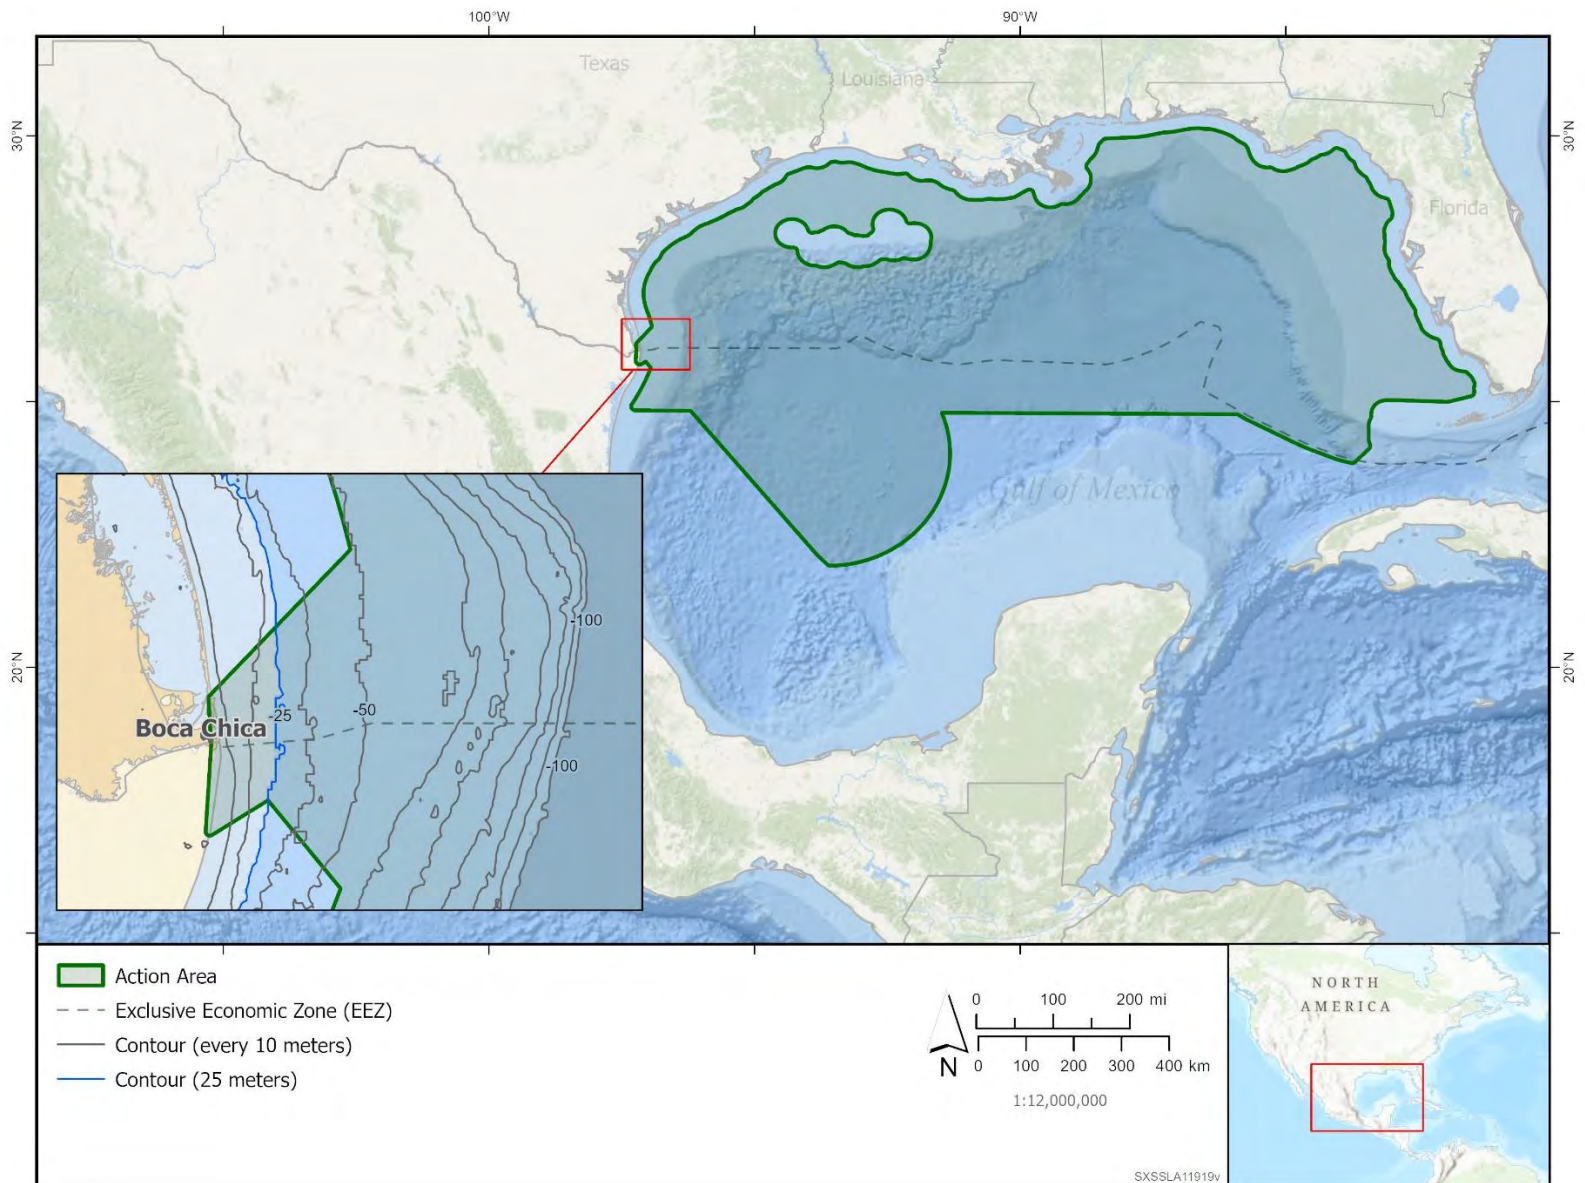 100°W
90°W
Texas
Louisiana
30°N
30°N
Florida
Gulf of Mexico
20°N
20°N
-100
-25
-50
Boca Chica
-100
Action Area
Exclusive Economic Zone (EEZ)
Contour (every 10 meters)
Contour (25 meters)
0 100 200 mi
0 100 200 300 400 km
N
1:12,000,000
NORTH
AMERICA
SXSSLA11919v